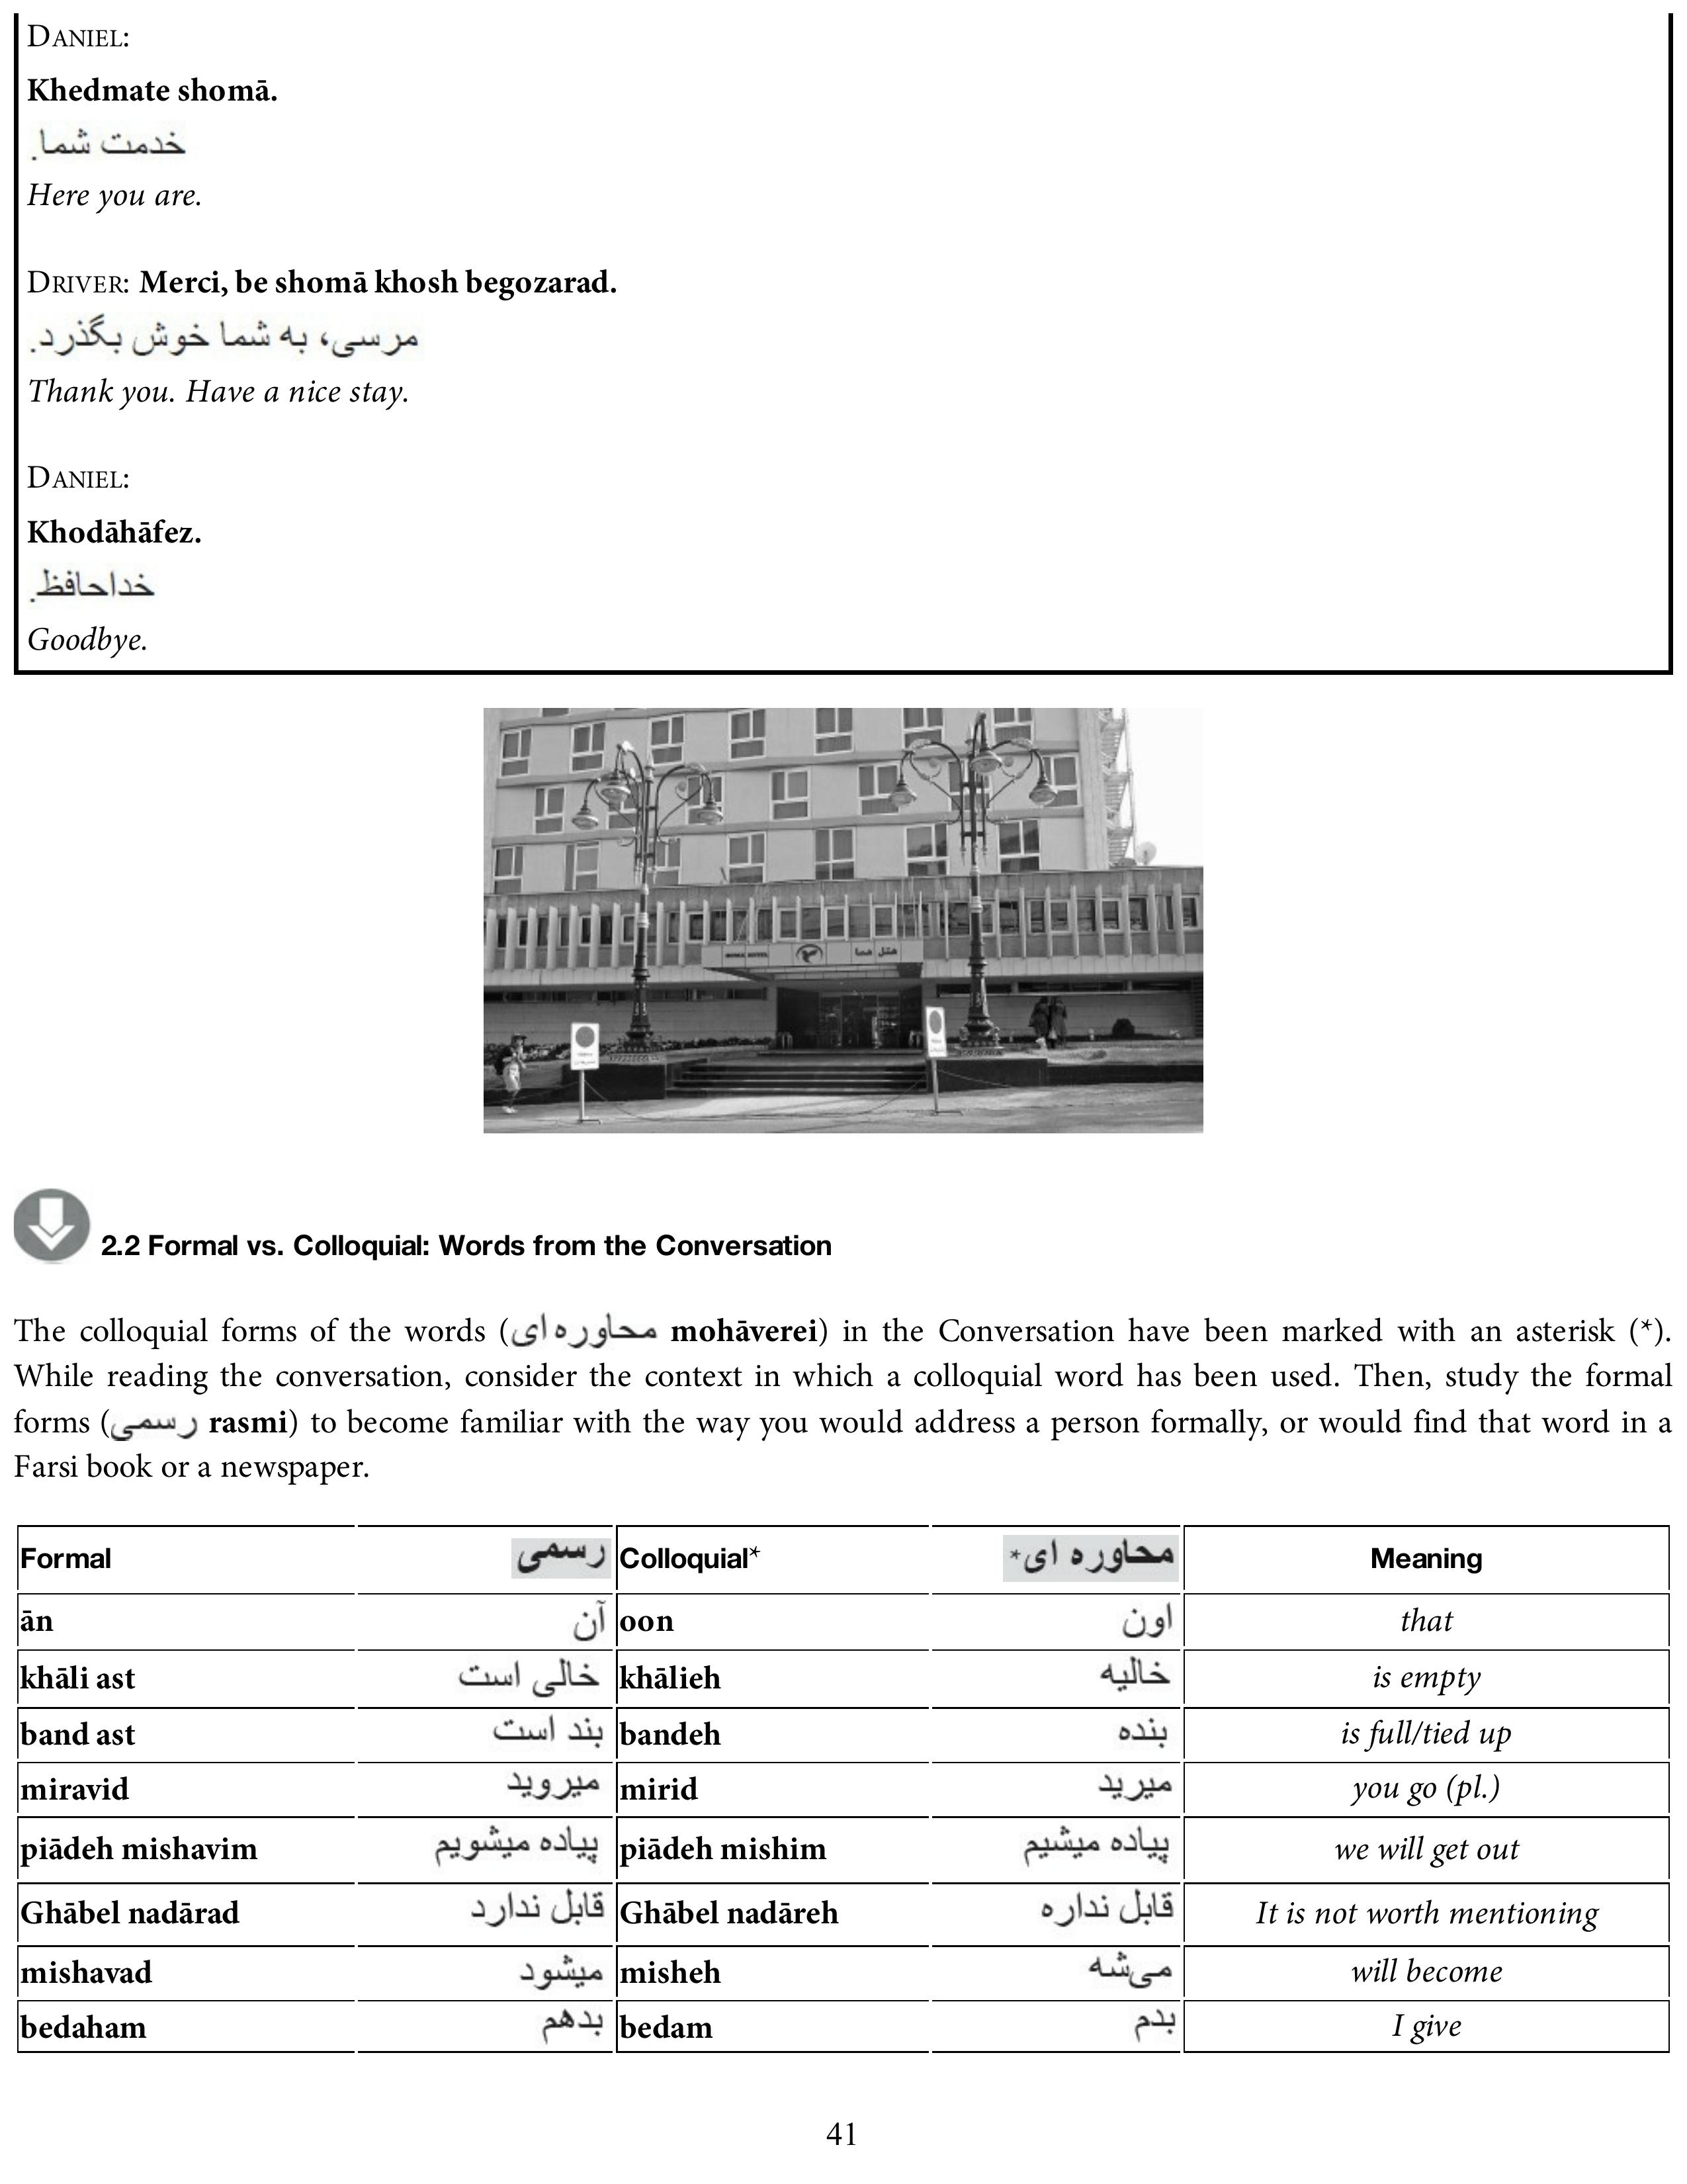 DANIEL:
Khedmate shomā.
خدمت شما.
Here you are.
DRIVER: Merci, be shomā khosh begozarad.
مرسی، به شما خوش بگذرد.
Thank you. Have a nice stay.
DANIEL:
Khodāhāfez.
خداحافظ.
Goodbye.
HOMA HOTEL هتل هما
2.2 Formal vs. Colloquial: Words from the Conversation
The colloquial forms of the words (محاوره ای mohāverei) in the Conversation have been marked with an asterisk (*).
While reading the conversation, consider the context in which a colloquial word has been used. Then, study the formal
forms (رسمی rasmi) to become familiar with the way you would address a person formally, or would find that word in a
Farsi book or a newspaper.
Formal رسمی Colloquial* محاوره ای* Meaning
ān آن oon اون that
khāli ast خالی است khālieh خالیه is empty
band ast بند است bandeh بنده is full/tied up
miravid میروید mirid میرید you go (pl.)
piādeh mishavim پیاده میشویم piādeh mishim پیاده میشیم we will get out
Ghābel nadārad قابل ندارد Ghābel nadāreh قابل نداره It is not worth mentioning
mishavad میشود misheh می‌شه will become
bedaham بدهم bedam بدم I give
41